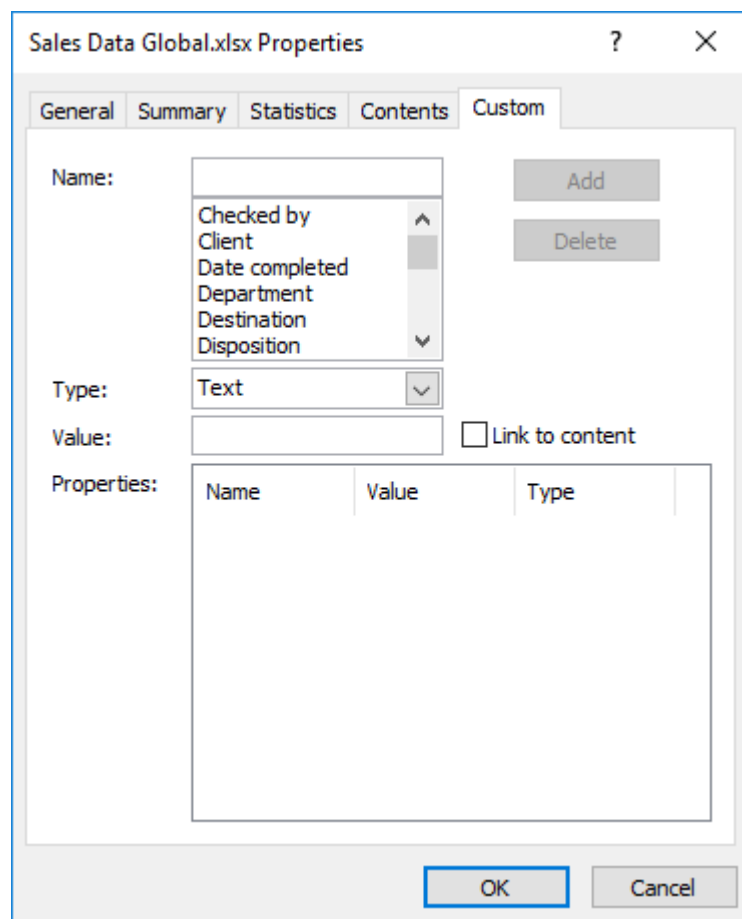 Sales Data Global.xlsx Properties ?
General Summary Statistics Contents Custom
Name: Add
Checked by
Client Delete
Date completed
Department
Destination
Disposition
Type: Text
Value: Link to content
Properties: Name Value Type
OK Cancel